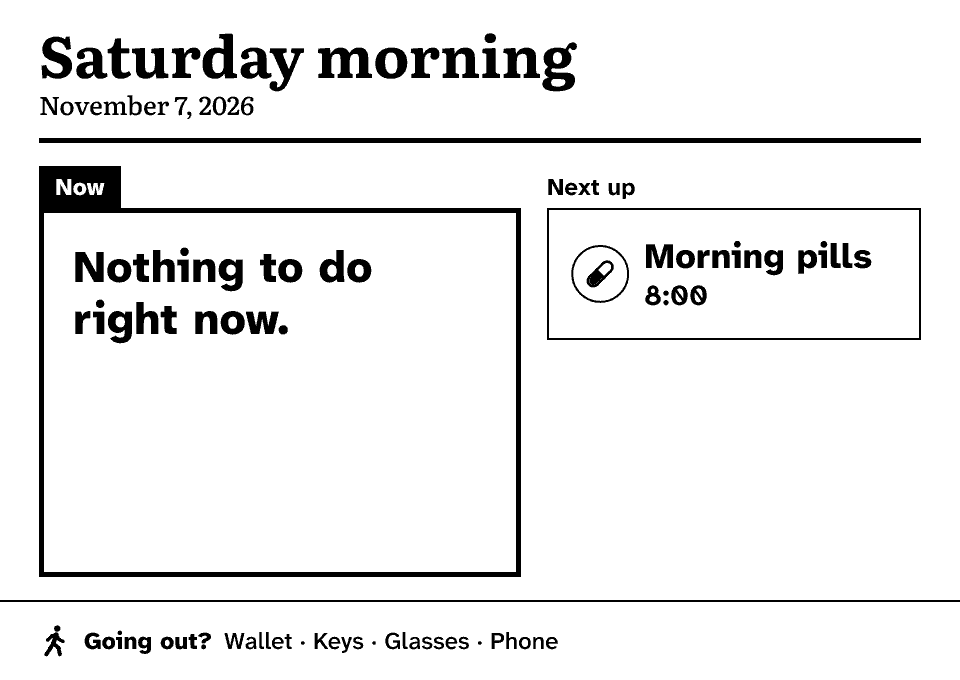 Saturday morning
November 7, 2026
Now
Nothing to do
right now.
Next up
Morning pills
8:00
Going out? Wallet · Keys · Glasses · Phone